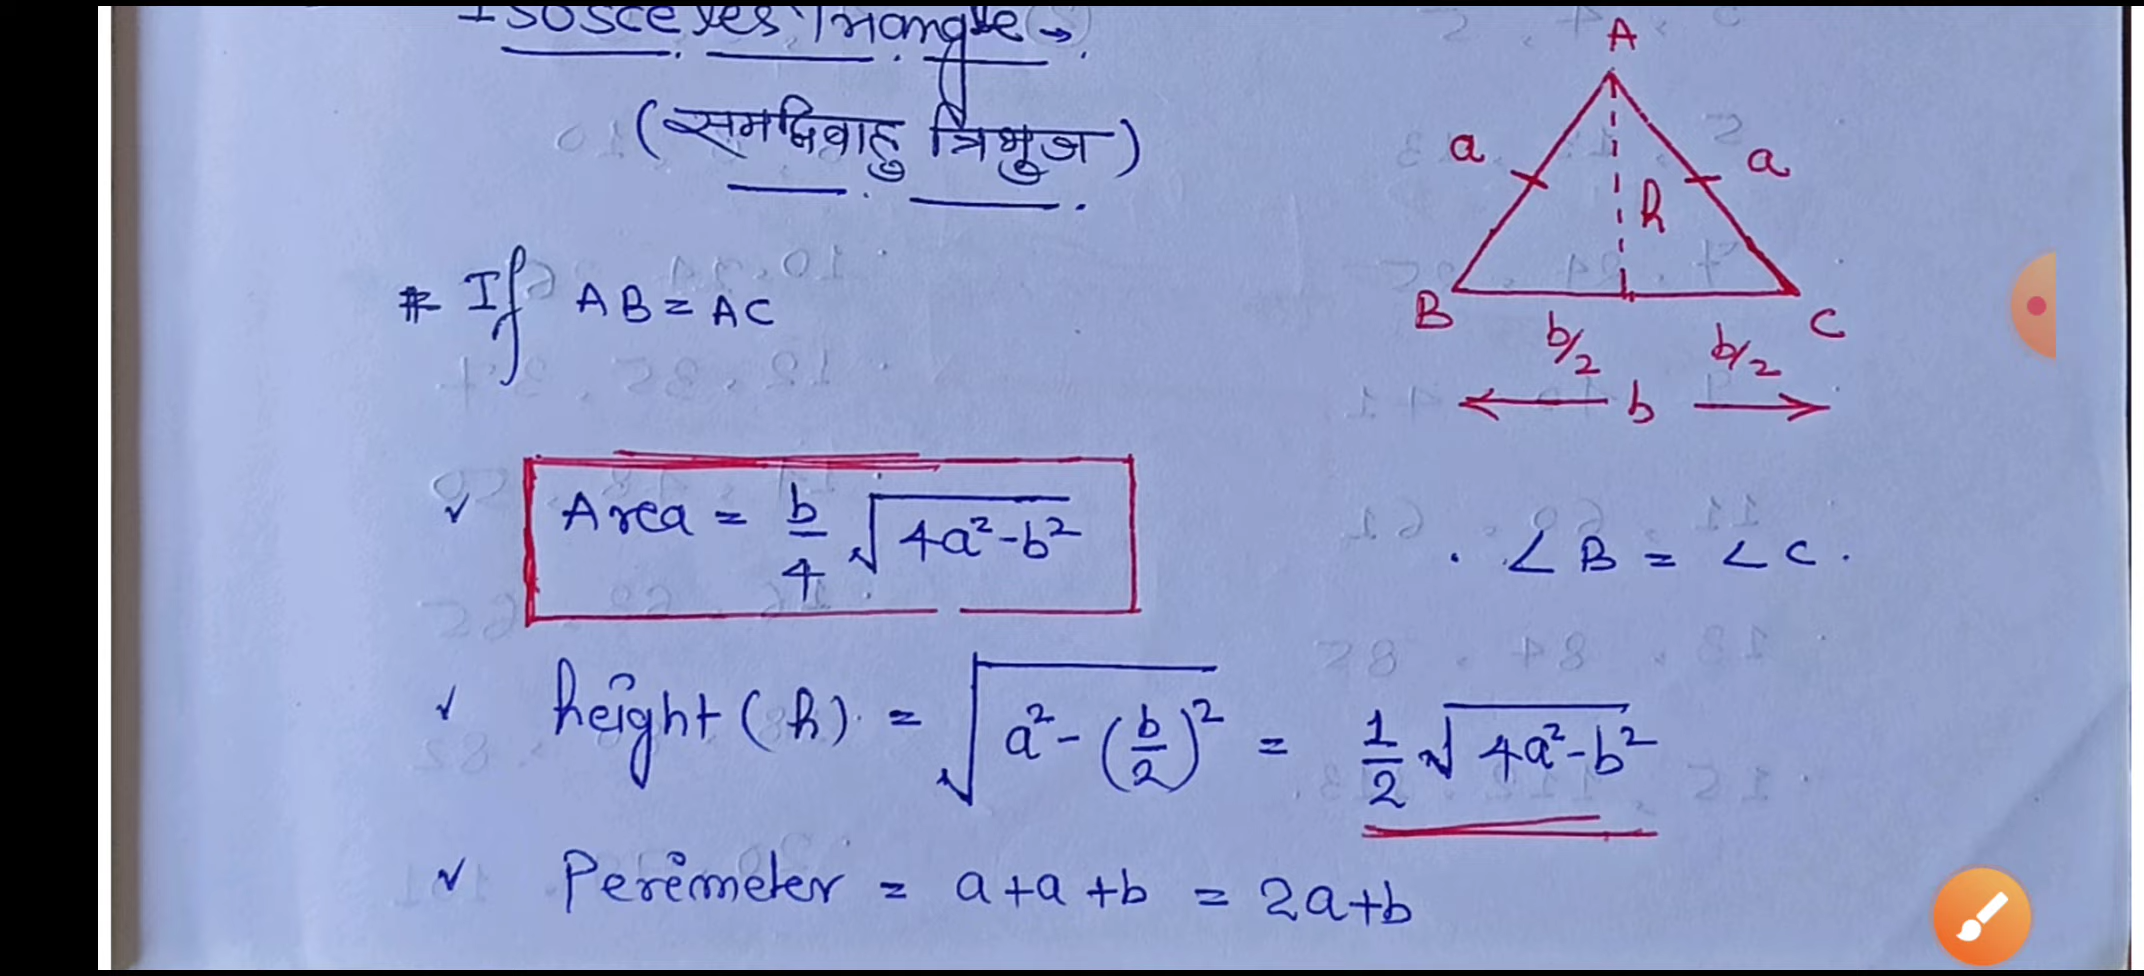 Isosceles Triangle →
(समद्विबाहु त्रिभुज)
A
a
a
h
B
C
b/2
b/2
b
# If AB = AC
Area = b/4 √4a²-b²
∠B = ∠C.
height (h) = √a²-(b/2)² = 1/2 √4a²-b²
Perimeter = a+a+b = 2a+b